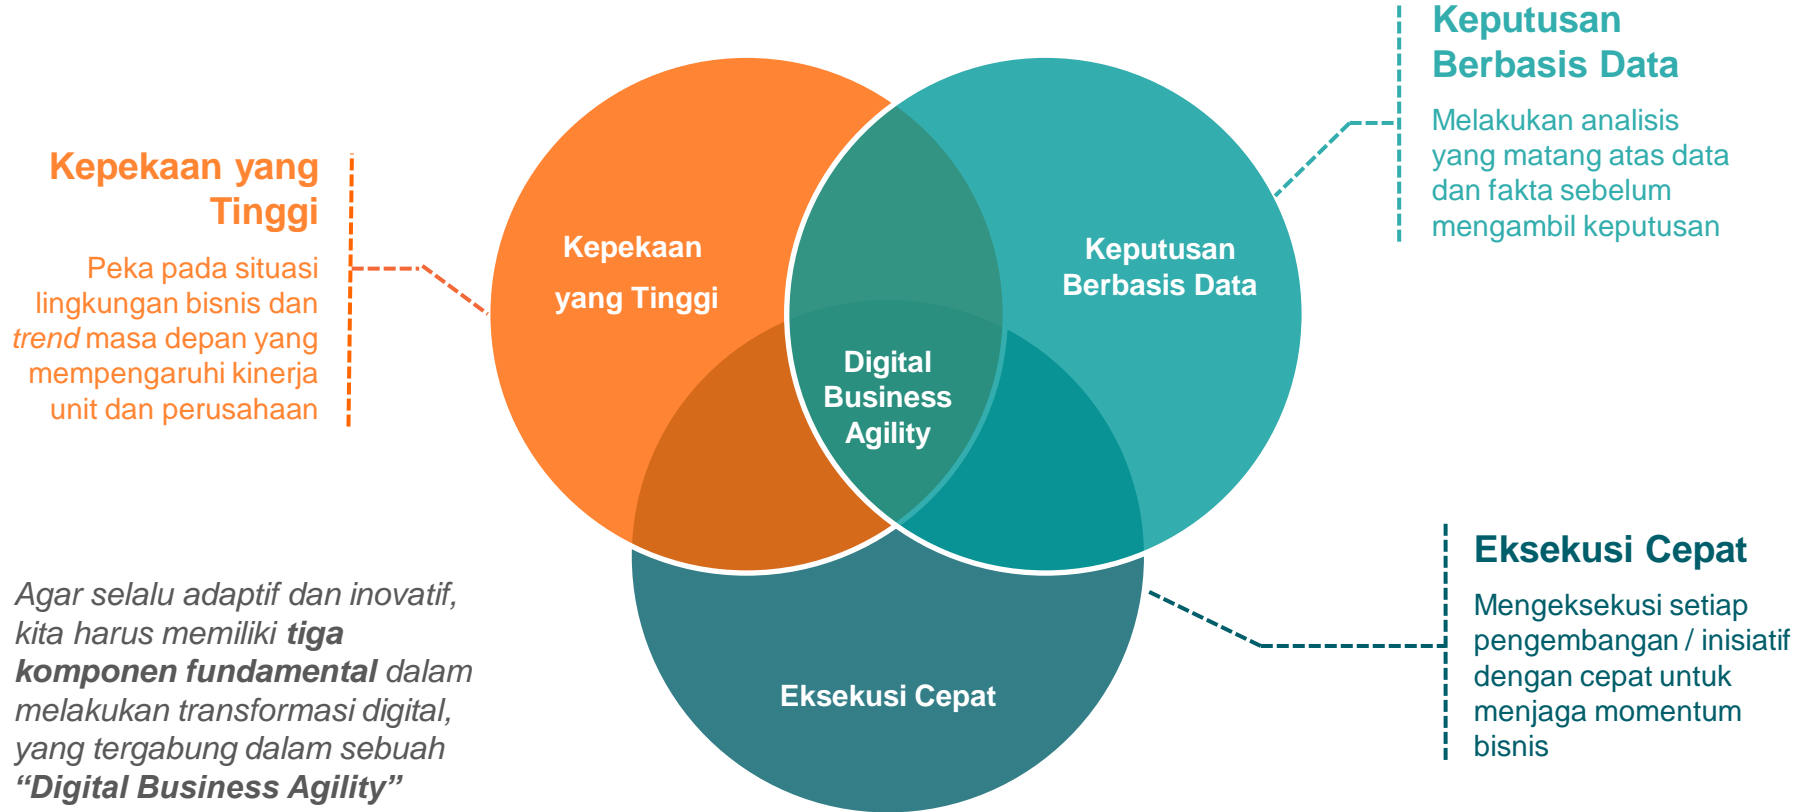 Kepekaan yang
Tinggi
Peka pada situasi
lingkungan bisnis dan
trend masa depan yang
mempengaruhi kinerja
unit dan perusahaan
Kepekaan
yang Tinggi
Keputusan
Berbasis Data
Digital
Business
Agility
Eksekusi Cepat
Keputusan
Berbasis Data
Melakukan analisis
yang matang atas data
dan fakta sebelum
mengambil keputusan
Eksekusi Cepat
Mengeksekusi setiap
pengembangan / inisiatif
dengan cepat untuk
menjaga momentum
bisnis
Agar selalu adaptif dan inovatif,
kita harus memiliki tiga
komponen fundamental dalam
melakukan transformasi digital,
yang tergabung dalam sebuah
“Digital Business Agility”